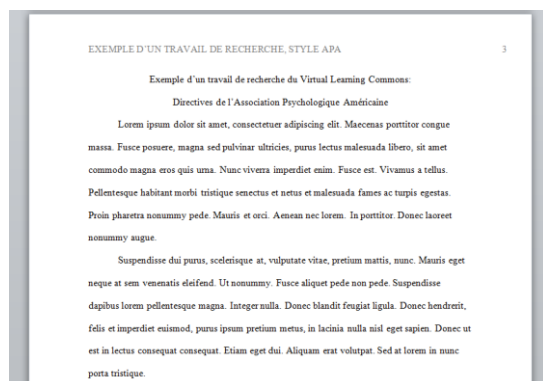 EXEMPLE D'UN TRAVAIL DE RECHERCHE, STYLE APA 3
Exemple d'un travail de recherche du Virtual Learning Commons:
Directives de l'Association Psychologique Américaine
Lorem ipsum dolor sit amet, consectetuer adipiscing elit. Maecenas porttitor congue
massa. Fusce posuere, magna sed pulvinar ultricies, purus lectus malesuada libero, sit amet
commodo magna eros quis urna. Nunc viverra imperdiet enim. Fusce est. Vivamus a tellus.
Pellentesque habitant morbi tristique senectus et netus et malesuada fames ac turpis egestas.
Proin pharetra nonummy pede. Mauris et orci. Aenean nec lorem. In porttitor. Donec laoreet
nonummy augue.
Suspendisse dui purus, scelerisque at, vulputate vitae, pretium mattis, nunc. Mauris eget
neque at sem venenatis eleifend. Ut nonummy. Fusce aliquet pede non pede. Suspendisse
dapibus lorem pellentesque magna. Integer nulla. Donec blandit feugiat ligula. Donec hendrerit,
felis et imperdiet euismod, purus ipsum pretium metus, in lacinia nulla nisl eget sapien. Donec ut
est in lectus consequat consequat. Etiam eget dui. Aliquam erat volutpat. Sed at lorem in nunc
porta tristique.